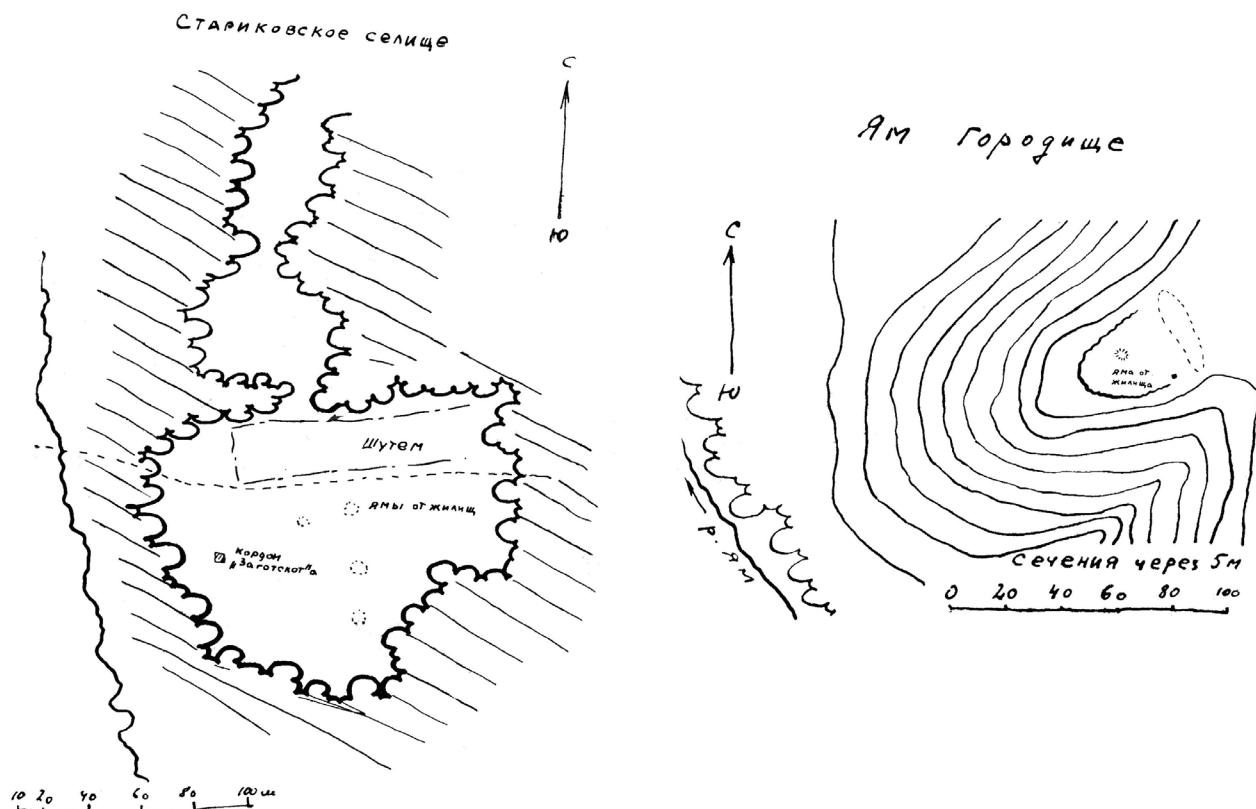 Стариковское селище
С
Ю
Шутем
ямы от жилищ
кордон
„Заготскот"а
10 20 40 60 80 100 м
Ям городище
С
Ю
яма от
жилища
р. Ям
сечения через 5м
0 20 40 60 80 100